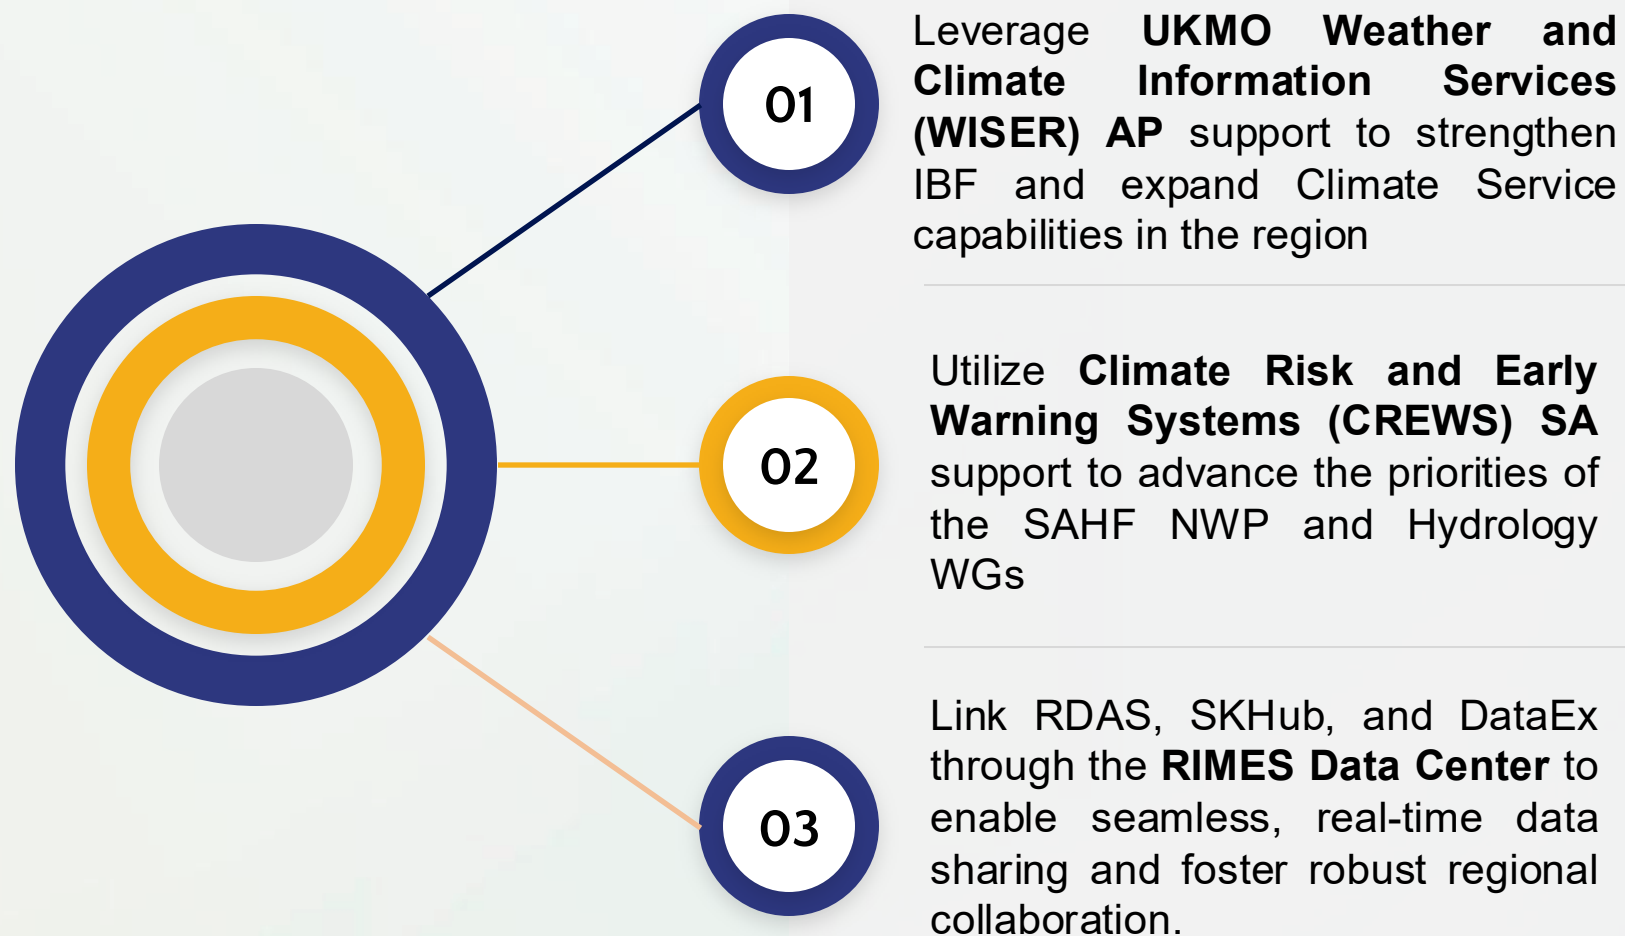 01
Leverage UKMO Weather and
Climate Information Services
(WISER) AP support to strengthen
IBF and expand Climate Service
capabilities in the region
02
Utilize Climate Risk and Early
Warning Systems (CREWS) SA
support to advance the priorities of
the SAHF NWP and Hydrology
WGs
03
Link RDAS, SKHub, and DataEx
through the RIMES Data Center to
enable seamless, real-time data
sharing and foster robust regional
collaboration.